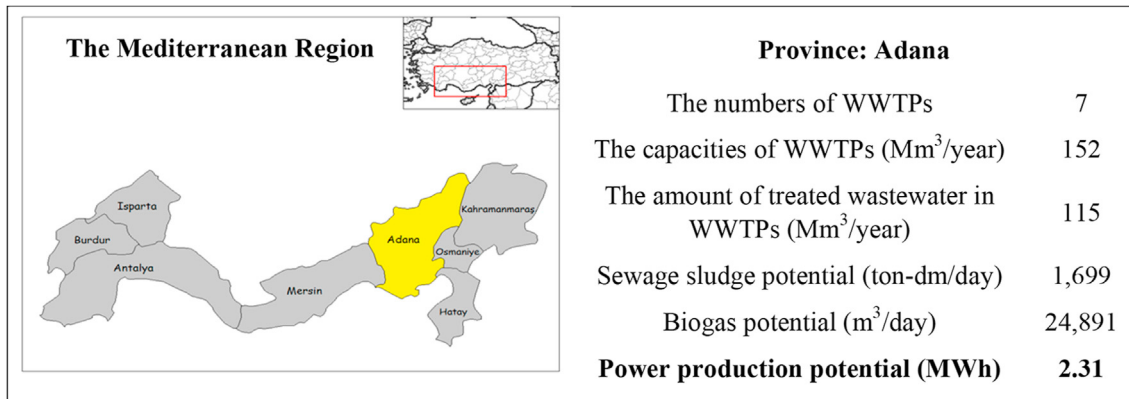 The Mediterranean Region
Isparta
Burdur
Antalya
Mersin
Adana
Kahramanmaraş
Osmaniye
Hatay
Province: Adana
The numbers of WWTPs 7
The capacities of WWTPs (Mm³/year) 152
The amount of treated wastewater in
WWTPs (Mm³/year) 115
Sewage sludge potential (ton-dm/day) 1,699
Biogas potential (m³/day) 24,891
Power production potential (MWh) 2.31